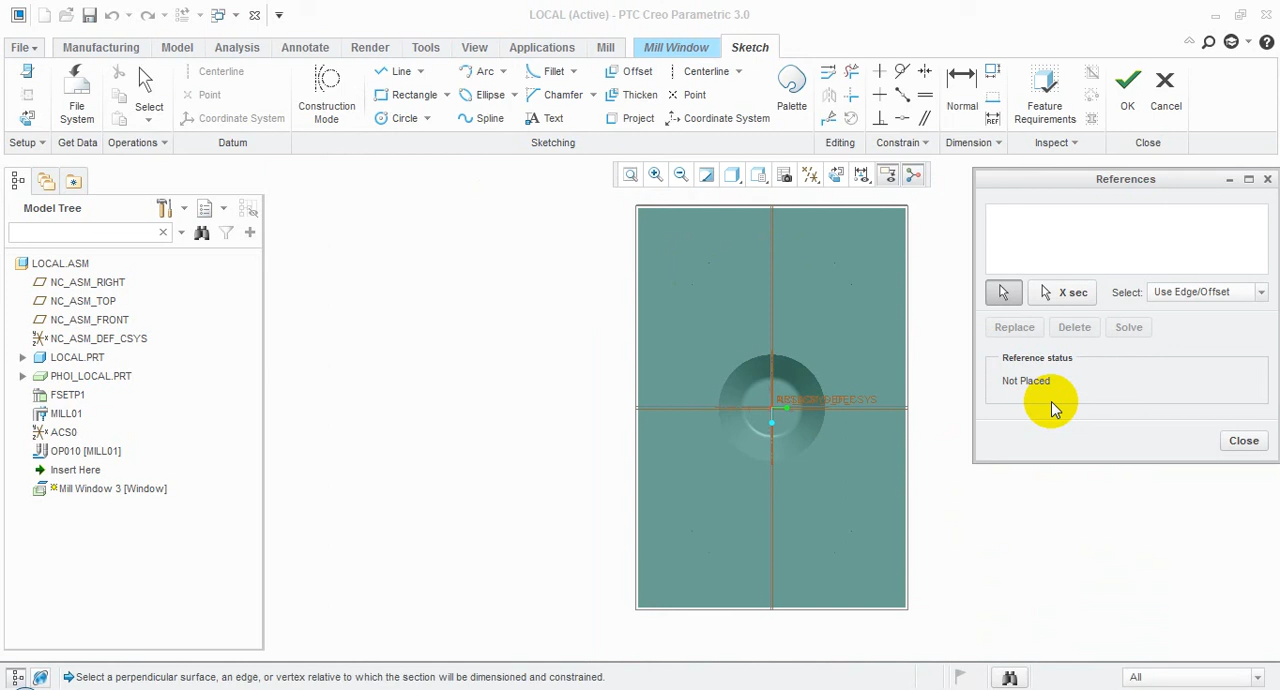 LOCAL (Active) - PTC Creo Parametric 3.0
File Manufacturing Model Analysis Annotate Render Tools View Applications Mill Mill Window Sketch
Centerline Line Arc Fillet Offset Centerline
Point Rectangle Ellipse Chamfer Thicken Point
Coordinate System Circle Spline Text Project Coordinate System
File System Select Construction Mode Palette Normal Feature Requirements OK Cancel
REF
Setup Get Data Operations Datum Sketching Editing Constrain Dimension Inspect Close
Model Tree
LOCAL.ASM
NC_ASM_RIGHT
NC_ASM_TOP
NC_ASM_FRONT
NC_ASM_DEF_CSYS
LOCAL.PRT
PHOI_LOCAL.PRT
FSETP1
MILL01
ACS0
OP010 [MILL01]
Insert Here
Mill Window 3 [Window]
References
X sec Select: Use Edge/Offset
Replace Delete Solve
Reference status
Not Placed
Close
Select a perpendicular surface, an edge or vertex relative to which the section will be dimensioned and constrained.
All